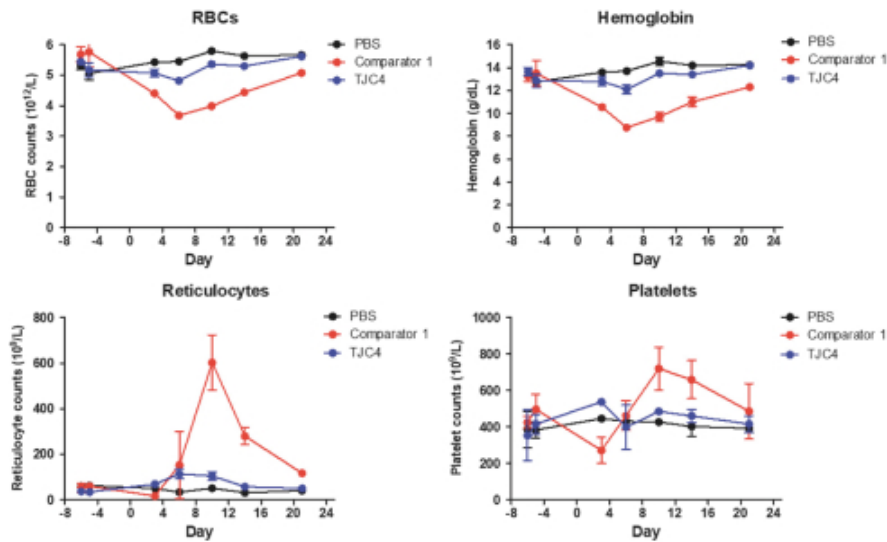 RBCs
RBC counts (10¹²/L)
6
5
4
3
2
1
0
-8 -4 0 4 8 12 16 20 24
Day
PBS
Comparator 1
TJC4
Hemoglobin
Hemoglobin (g/dL)
16
14
12
10
8
6
4
2
0
-8 -4 0 4 8 12 16 20 24
Day
PBS
Comparator 1
TJC4
Reticulocytes
Reticulocyte counts (10⁹/L)
800
600
400
200
0
-8 -4 0 4 8 12 16 20 24
Day
PBS
Comparator 1
TJC4
Platelets
Platelet counts (10⁹/L)
1000
800
600
400
200
0
-8 -4 0 4 8 12 16 20 24
Day
PBS
Comparator 1
TJC4